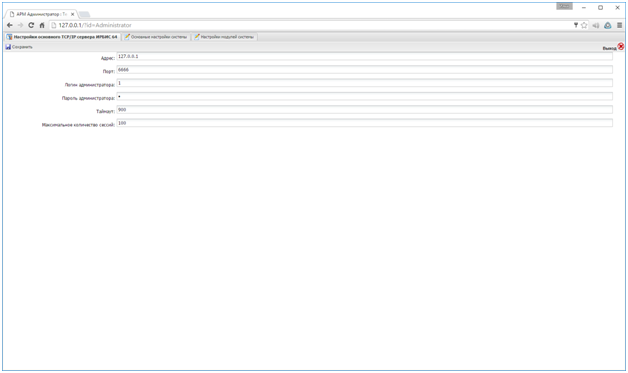 АРМ Администратор - Tc
127.0.0.1/?id=Administrator
Настройки основного TCP/IP сервера ИРБИС 64 Основные настройки системы Настройки модулей системы
Сохранить Выход
Адрес: 127.0.0.1
Порт: 6666
Логин администратора: 1
Пароль администратора: •
Таймаут: 900
Максимальное количество сессий: 100